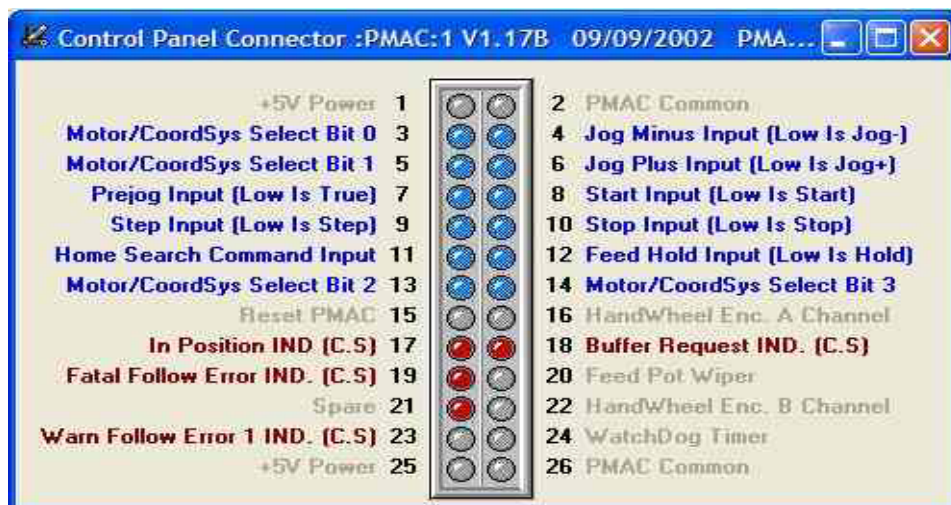 Control Panel Connector :PMAC:1 V1.17B 09/09/2002 PMA...
+5V Power 1 2 PMAC Common
Motor/CoordSys Select Bit 0 3 4 Jog Minus Input (Low Is Jog-)
Motor/CoordSys Select Bit 1 5 6 Jog Plus Input (Low Is Jog+)
Prejog Input (Low Is True) 7 8 Start Input (Low Is Start)
Step Input (Low Is Step) 9 10 Stop Input (Low Is Stop)
Home Search Command Input 11 12 Feed Hold Input (Low Is Hold)
Motor/CoordSys Select Bit 2 13 14 Motor/CoordSys Select Bit 3
Reset PMAC 15 16 HandWheel Enc. A Channel
In Position IND (C.S) 17 18 Buffer Request IND. (C.S)
Fatal Follow Error IND. (C.S) 19 20 Feed Pot Wiper
Spare 21 22 HandWheel Enc. B Channel
Warn Follow Error 1 IND. (C.S) 23 24 WatchDog Timer
+5V Power 25 26 PMAC Common